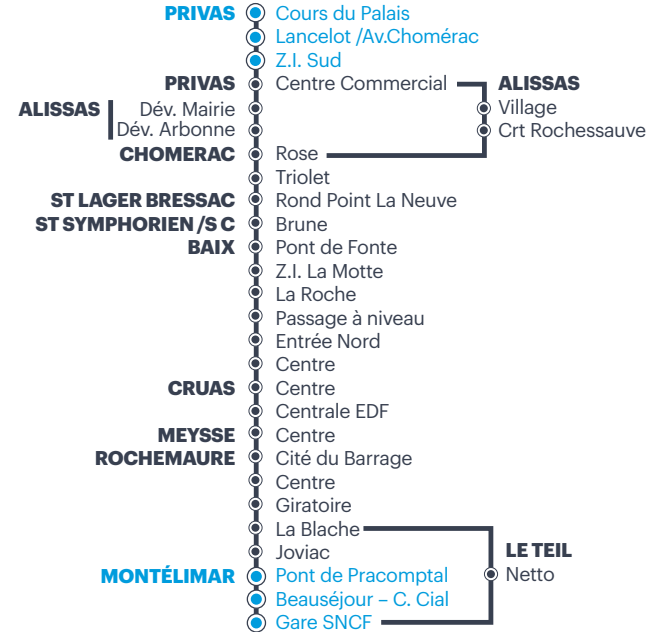 PRIVAS Cours du Palais
Lancelot /Av.Chomérac
Z.I. Sud
PRIVAS Centre Commercial ALISSAS
ALISSAS Dév. Mairie Village
Dév. Arbonne Crt Rochessauve
CHOMERAC Rose
Triolet
ST LAGER BRESSAC Rond Point La Neuve
ST SYMPHORIEN /S C Brune
BAIX Pont de Fonte
Z.I. La Motte
La Roche
Passage à niveau
Entrée Nord
Centre
CRUAS Centre
Centrale EDF
MEYSSE Centre
ROCHEMAURE Cité du Barrage
Centre
Giratoire
La Blache
Joviac LE TEIL
MONTÉLIMAR Pont de Pracomptal Netto
Beauséjour – C. Cial
Gare SNCF